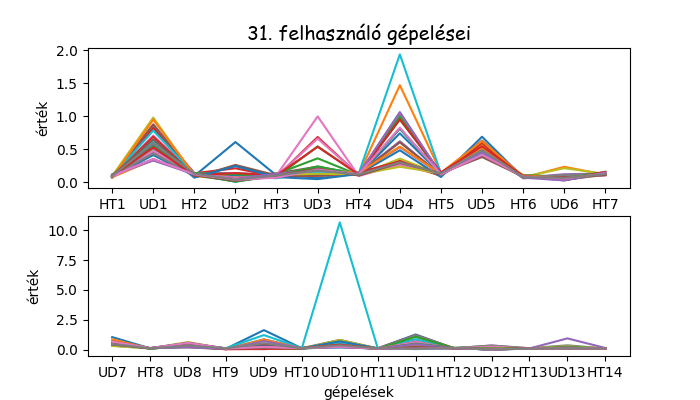 31. felhasználó gépelései
2.0
1.5
1.0
0.5
0.0
érték
HT1 UD1 HT2 UD2 HT3 UD3 HT4 UD4 HT5 UD5 HT6 UD6 HT7
10.0
7.5
5.0
2.5
0.0
érték
UD7 HT8 UD8 HT9 UD9 HT10 UD10 HT11 UD11 HT12 UD12 HT13 UD13 HT14
gépelések